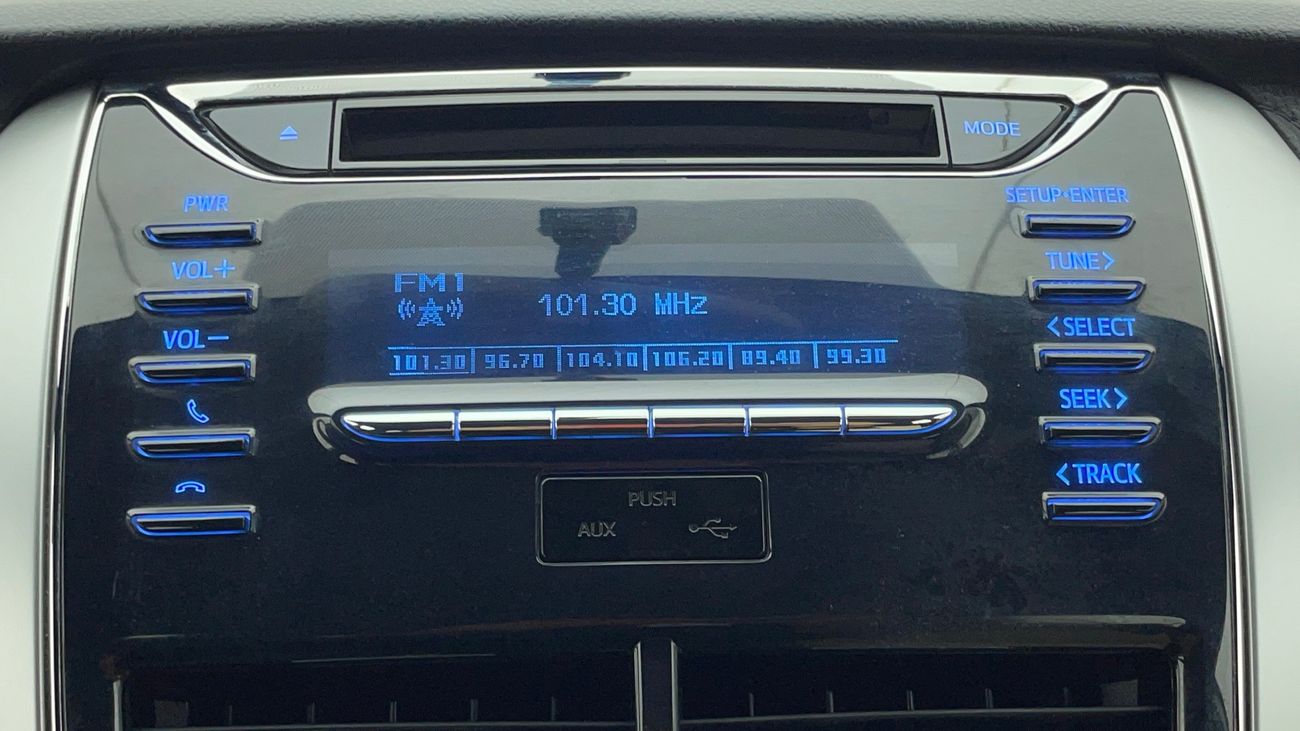 MODE
PWR
SETUP·ENTER
VOL+
TUNE>
FM1
101.30 MHz
VOL-
<SELECT
101.30 96.70 104.10 106.20 89.40 99.30
SEEK>
<TRACK
PUSH
AUX